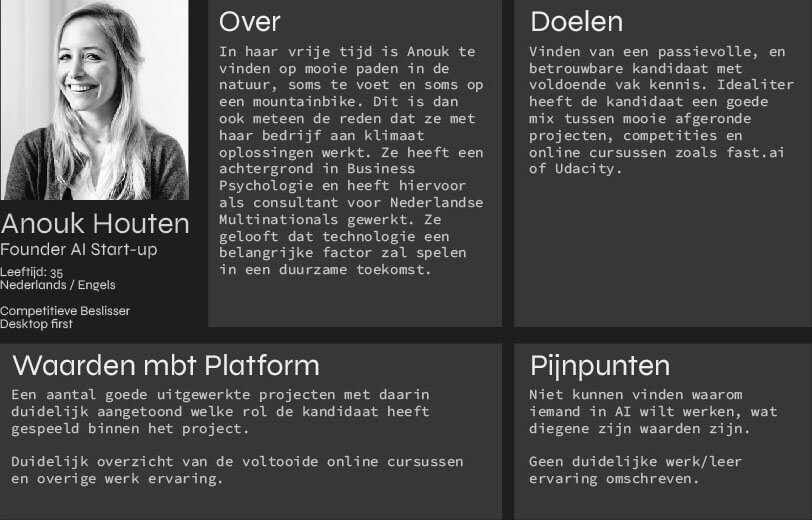 Anouk Houten
Founder AI Start-up
Leeftijd: 35
Nederlands / Engels
Competitieve Beslisser
Desktop first
Over
In haar vrije tijd is Anouk te
vinden op mooie paden in de
natuur, soms te voet en soms op
een mountainbike. Dit is dan
ook meteen de reden dat ze met
haar bedrijf aan klimaat
oplossingen werkt. Ze heeft een
achtergrond in Business
Psychologie en heeft hiervoor
als consultant voor Nederlandse
Multinationals gewerkt. Ze
gelooft dat technologie een
belangrijke factor zal spelen
in een duurzame toekomst.
Doelen
Vinden van een passievolle, en
betrouwbare kandidaat met
voldoende vak kennis. Idealiter
heeft de kandidaat een goede
mix tussen mooie afgeronde
projecten, competities en
online cursussen zoals fast.ai
of Udacity.
Waarden mbt Platform
Een aantal goede uitgewerkte projecten met daarin
duidelijk aangetoond welke rol de kandidaat heeft
gespeeld binnen het project.
Duidelijk overzicht van de voltooide online cursussen
en overige werk ervaring.
Pijnpunten
Niet kunnen vinden waarom
iemand in AI wilt werken, wat
diegene zijn waarden zijn.
Geen duidelijke werk/leer
ervaring omschreven.